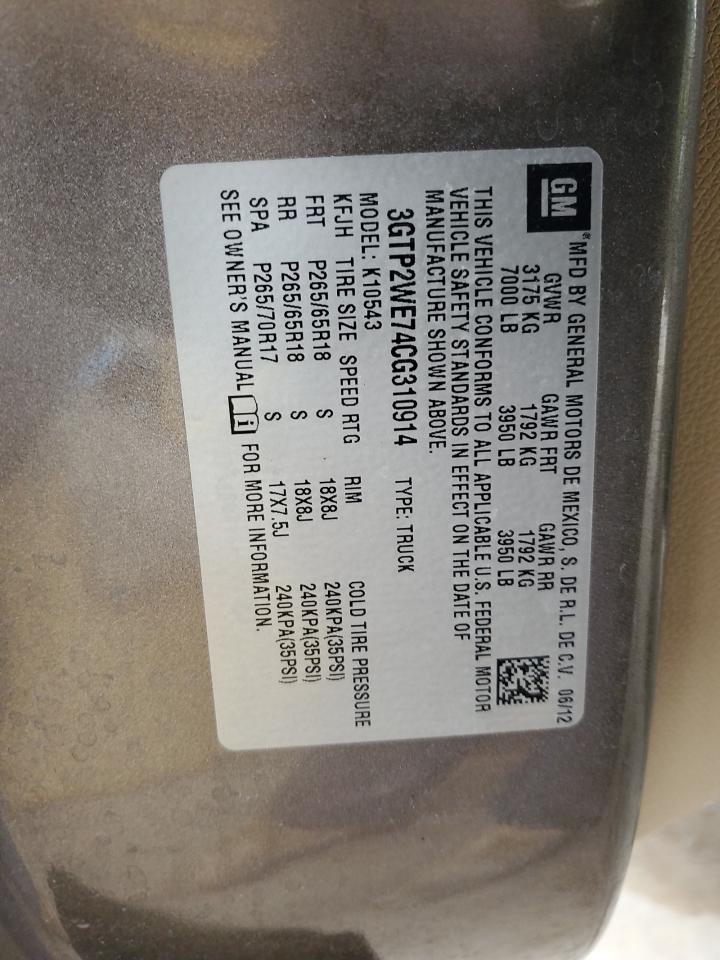 GM ® MFD BY GENERAL MOTORS DE MEXICO, S. DE R.L. DE C.V. 06/12
GVWR GAWR FRT GAWR RR
3175 KG 1792 KG 1792 KG
7000 LB 3950 LB 3950 LB
THIS VEHICLE CONFORMS TO ALL APPLICABLE U.S. FEDERAL MOTOR
VEHICLE SAFETY STANDARDS IN EFFECT ON THE DATE OF
MANUFACTURE SHOWN ABOVE.
3GTP2WE74CG310914 TYPE: TRUCK
MODEL: K10543
KFJH TIRE SIZE SPEED RTG RIM COLD TIRE PRESSURE
FRT P265/65R18 S 18X8J 240KPA(35PSI)
RR P265/65R18 S 18X8J 240KPA(35PSI)
SPA P265/70R17 S 17X7.5J 240KPA(35PSI)
SEE OWNER'S MANUAL FOR MORE INFORMATION.